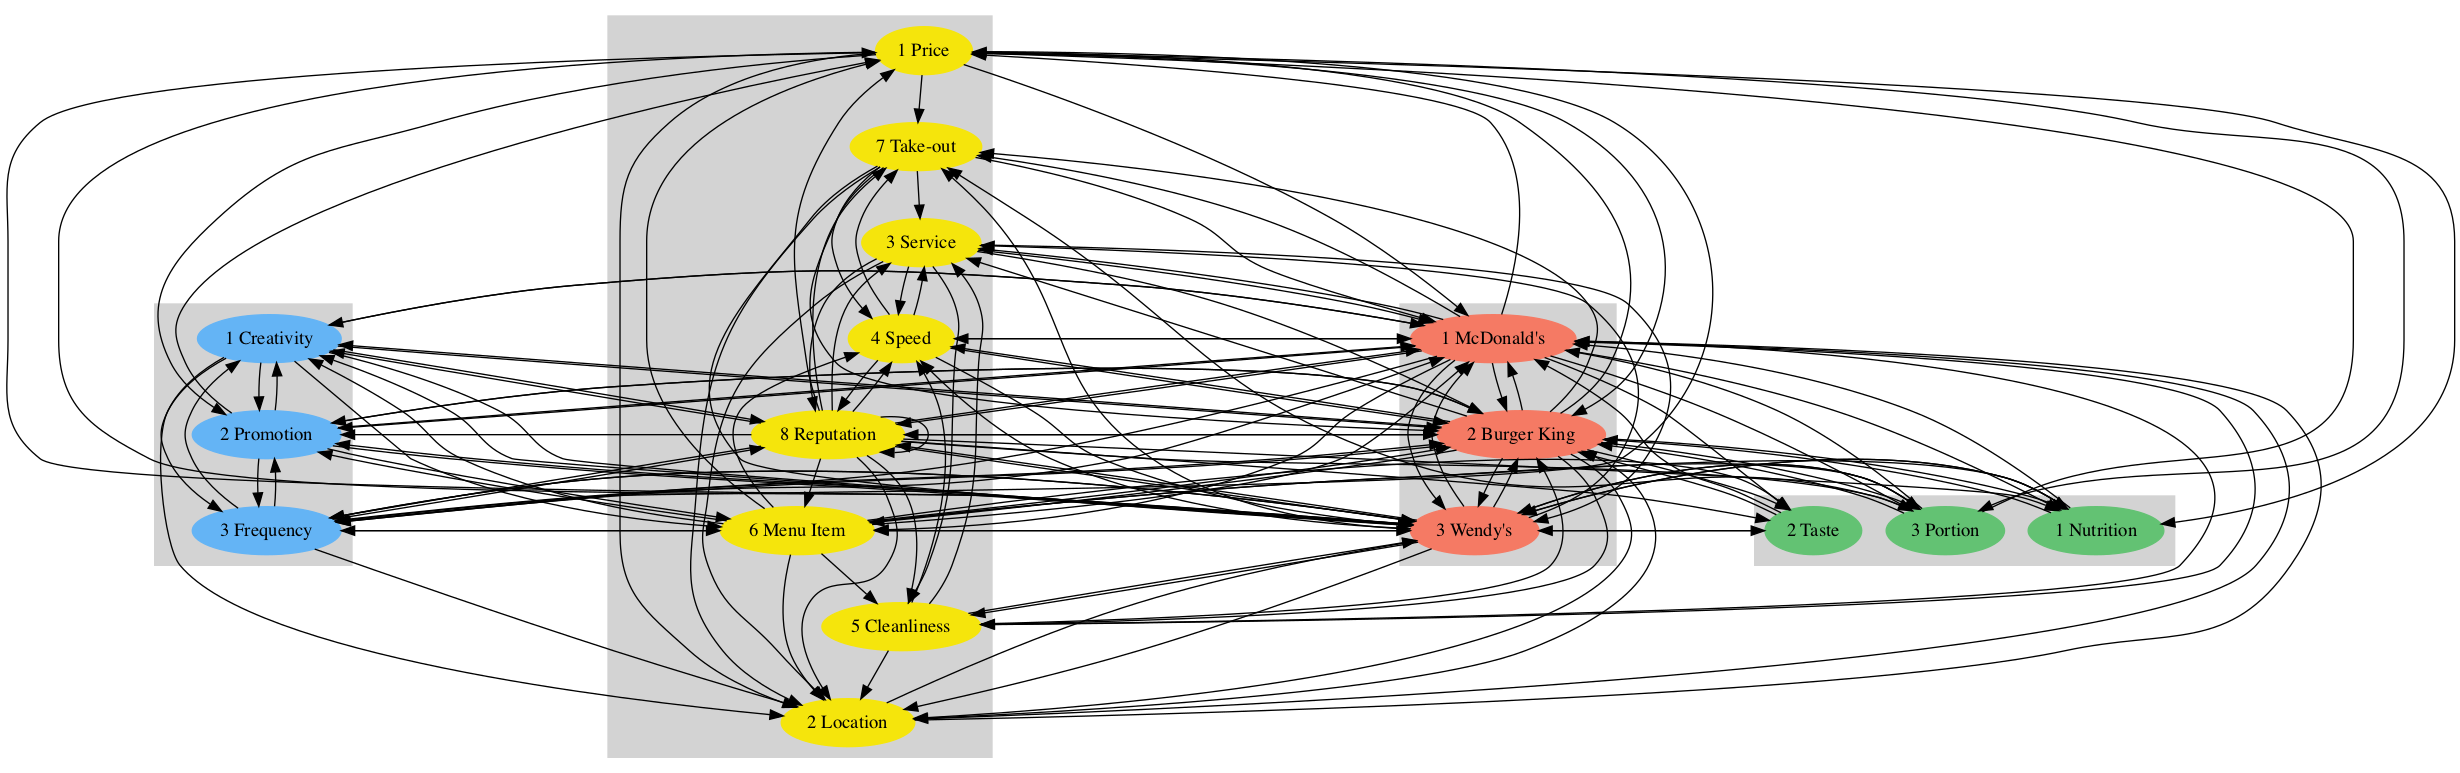 1 Price
7 Take-out
3 Service
1 Creativity
4 Speed
1 McDonald's
2 Promotion
8 Reputation
2 Burger King
3 Frequency
6 Menu Item
3 Wendy's
2 Taste
3 Portion
1 Nutrition
5 Cleanliness
2 Location